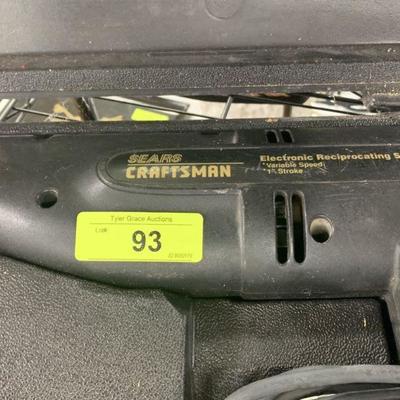 SEARS
CRAFTSMAN
Electronic Reciprocating S
*Variable Speed
*1" Stroke
Tyler Grace Auctions
Lot#:
93